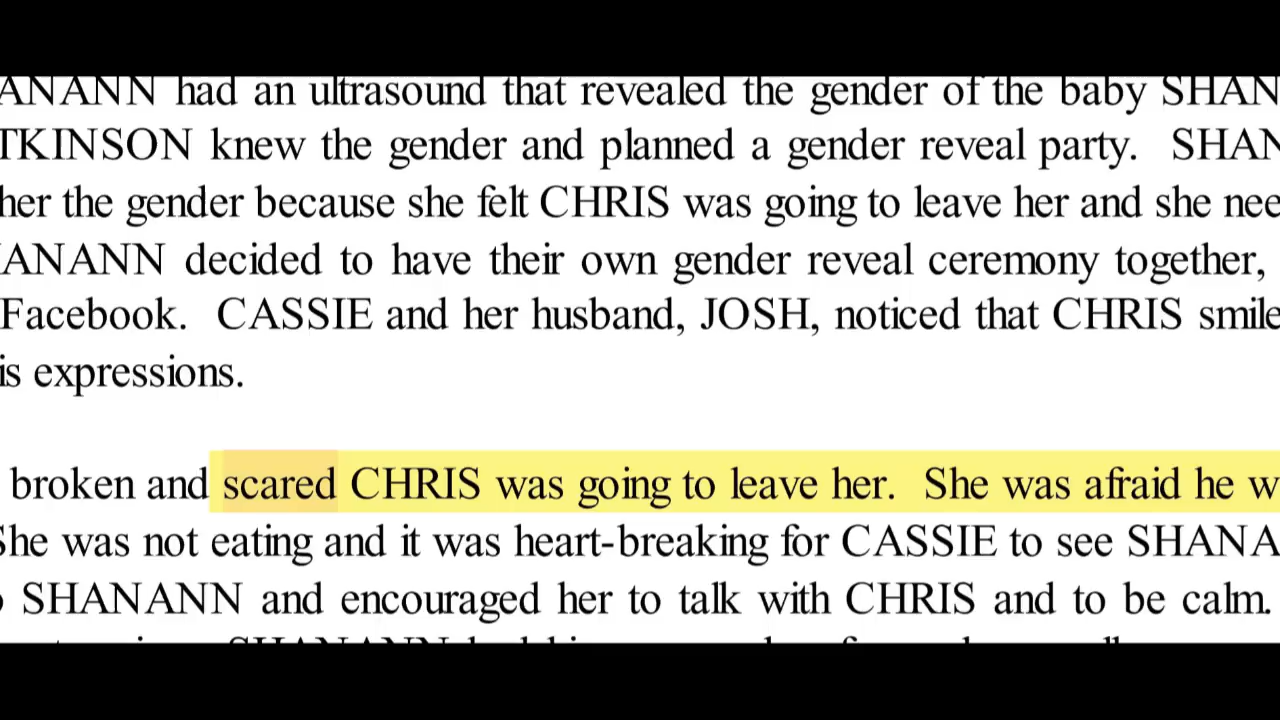 ANANN had an ultrasound that revealed the gender of the baby SHAN
TKINSON knew the gender and planned a gender reveal party. SHAN
her the gender because she felt CHRIS was going to leave her and she nee
ANANN decided to have their own gender reveal ceremony together,
Facebook. CASSIE and her husband, JOSH, noticed that CHRIS smile
is expressions.
broken and scared CHRIS was going to leave her. She was afraid he w
She was not eating and it was heart-breaking for CASSIE to see SHANA
SHANANN and encouraged her to talk with CHRIS and to be calm.
SHANANN